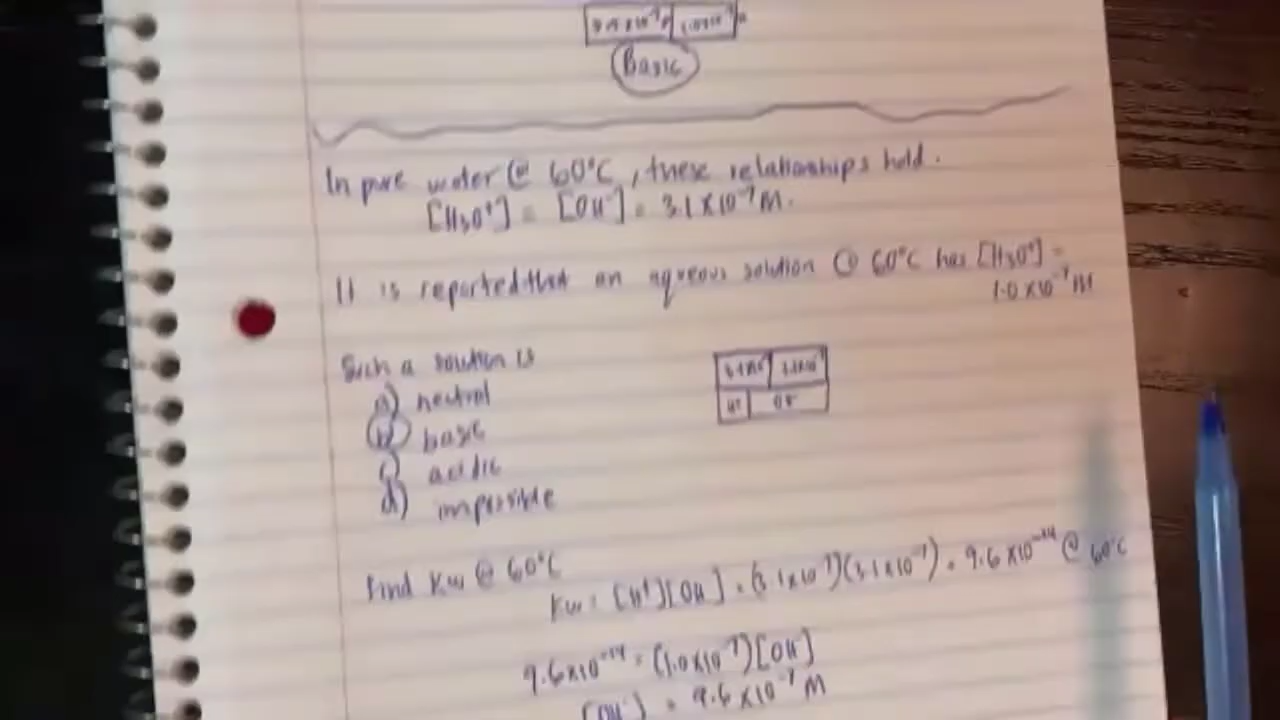 Basic
In pure water @ 60°C, these relationships hold.
[H₃O⁺] = [OH⁻] = 3.1 X 10⁻⁷ M.
It is reported that an aqueous solution @ 60°C has [H₃O⁺] =
1.0 x 10⁻⁷ M
Such a solution is
a) neutral
b) basic
c) acidic
d) impossible
Find Kw @ 60°C
Kw = [H⁺][OH⁻] = (3.1x10⁻⁷)(3.1x10⁻⁷) = 9.6 x10⁻¹⁴ @ 60°C
9.6x10⁻¹⁴ = (1.0x10⁻⁷)[OH⁻]
[OH⁻] = 9.6 x10⁻⁷ M